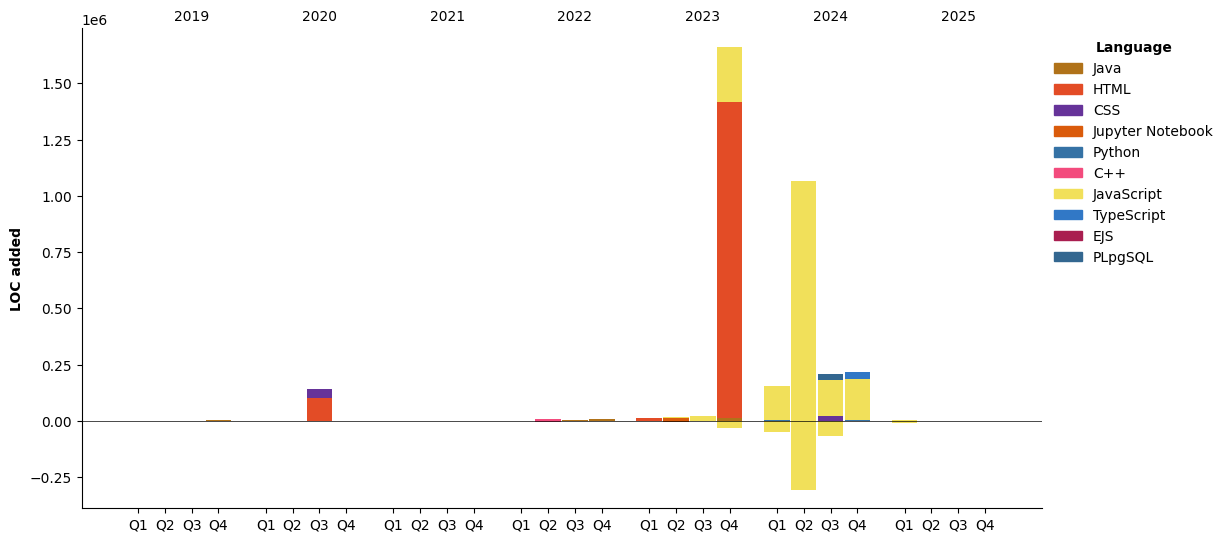 1e6
2019 2020 2021 2022 2023 2024 2025
1.50
1.25
1.00
0.75
0.50
0.25
0.00
−0.25
LOC added
Q1 Q2 Q3 Q4 Q1 Q2 Q3 Q4 Q1 Q2 Q3 Q4 Q1 Q2 Q3 Q4 Q1 Q2 Q3 Q4 Q1 Q2 Q3 Q4 Q1 Q2 Q3 Q4
Language
Java
HTML
CSS
Jupyter Notebook
Python
C++
JavaScript
TypeScript
EJS
PLpgSQL